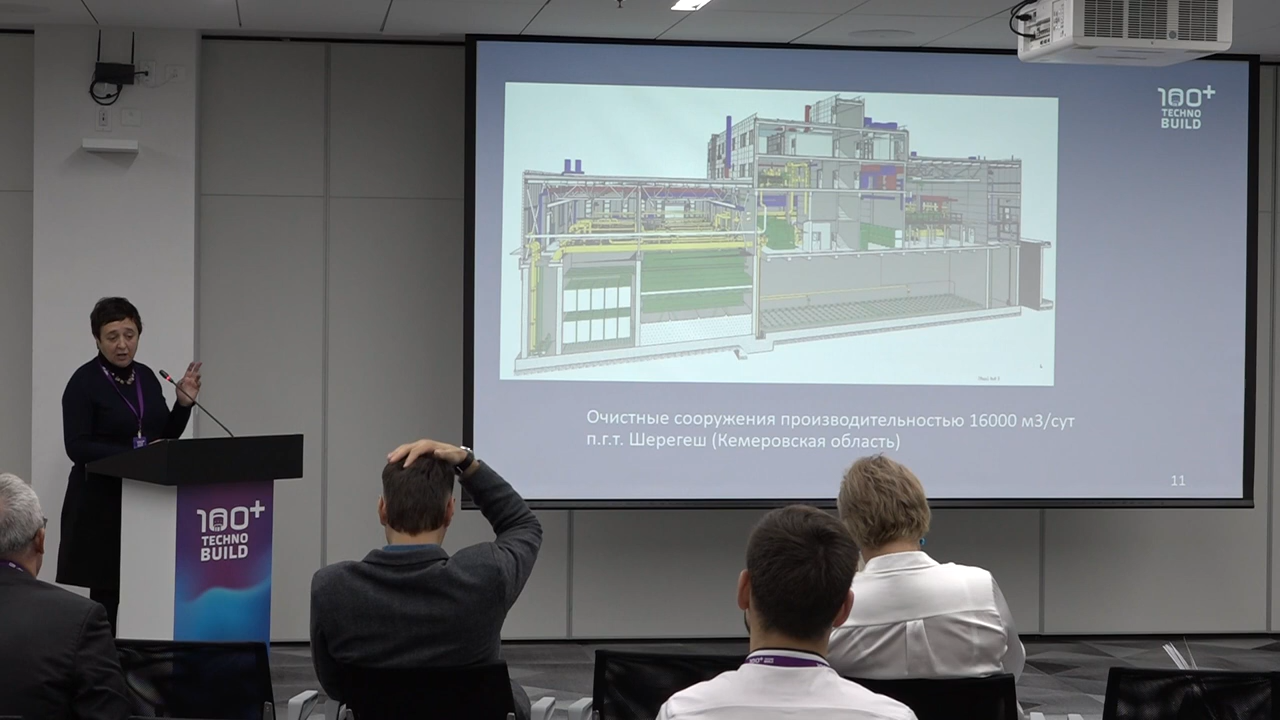 100+
TECHNO
BUILD
Очистные сооружения производительностью 16000 м3/сут
п.г.т. Шерегеш (Кемеровская область)
11
100+
TECHNO
BUILD